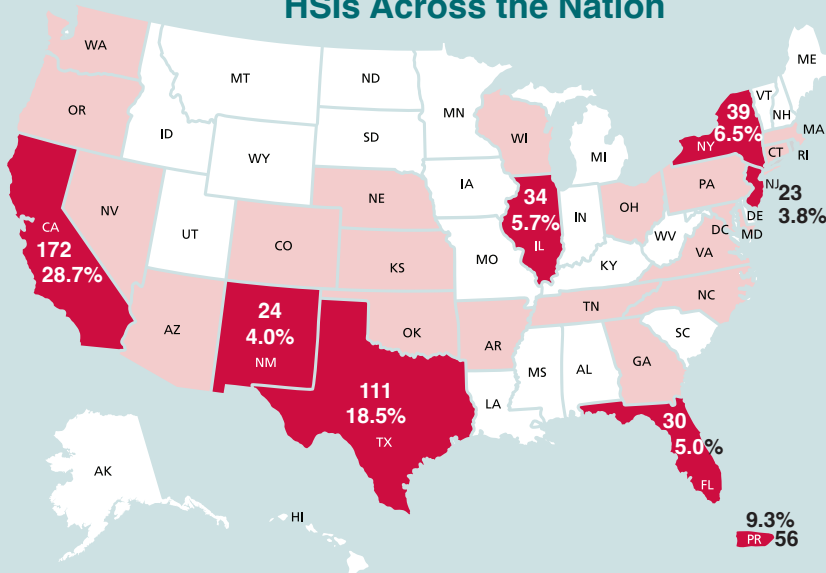 HSIs Across the Nation
WA
MT
ND
MN
ME
VT
NH
OR
ID
SD
WI
MI
39
6.5%
NY
MA
CT
RI
WY
IA
NE
34
5.7%
IL
IN
OH
PA
NJ
23
3.8%
DE
CA
172
28.7%
NV
UT
CO
KS
MO
KY
WV
DC
MD
VA
AZ
24
4.0%
NM
OK
AR
TN
NC
SC
111
18.5%
TX
LA
MS
AL
GA
30
5.0%
FL
AK
HI
9.3%
PR 56